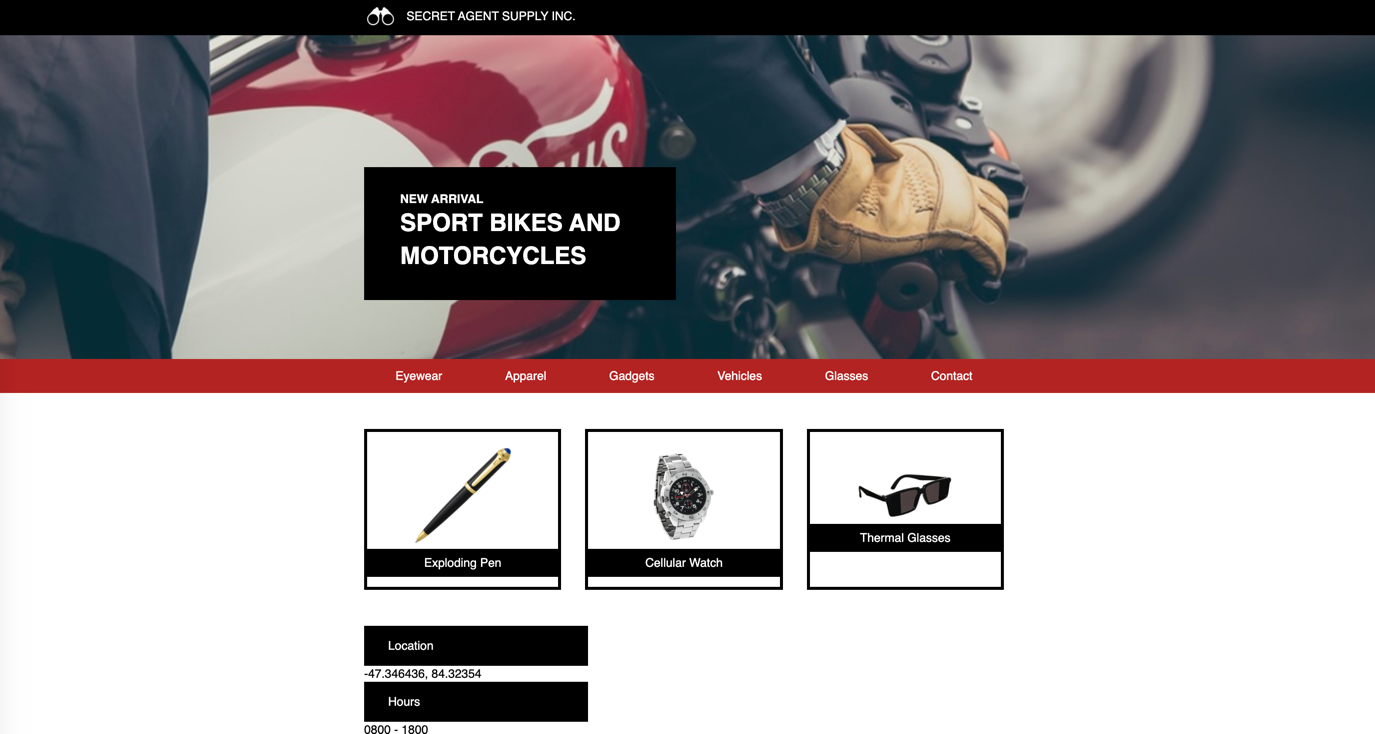 SECRET AGENT SUPPLY INC.
NEW ARRIVAL
SPORT BIKES AND
MOTORCYCLES
Eyewear Apparel Gadgets Vehicles Glasses Contact
Exploding Pen
Cellular Watch
Thermal Glasses
Location
-47.346436, 84.32354
Hours
0800 - 1800